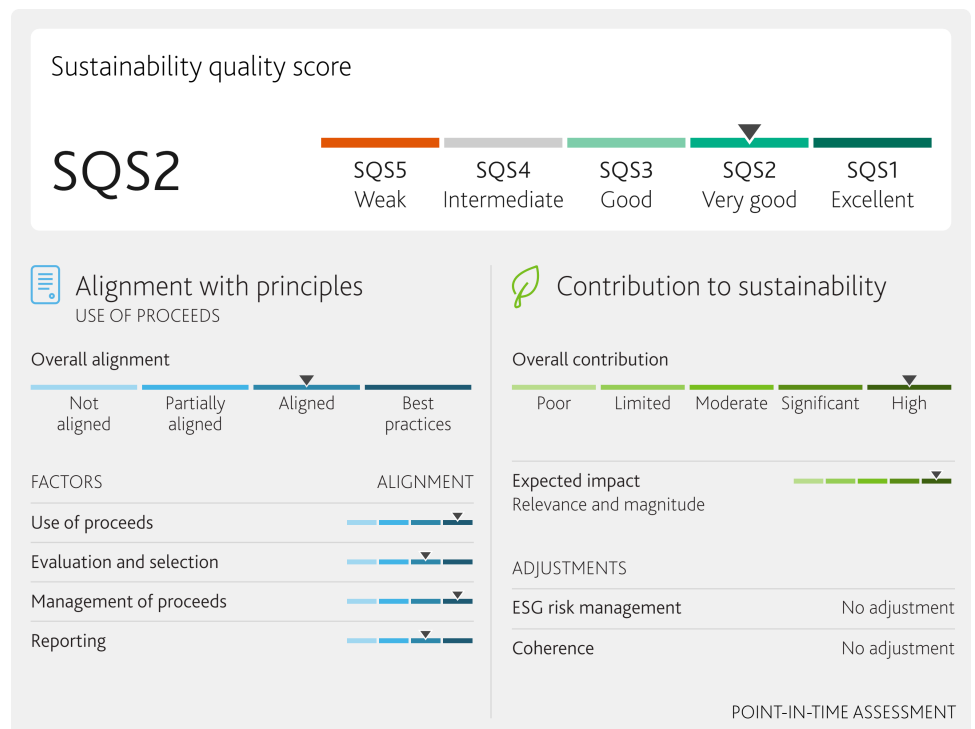 Sustainability quality score
SQS2
SQS5 SQS4 SQS3 SQS2 SQS1
Weak Intermediate Good Very good Excellent
Alignment with principles
USE OF PROCEEDS
Overall alignment
Not aligned
Partially aligned
Aligned
Best practices
FACTORS ALIGNMENT
Use of proceeds
Evaluation and selection
Management of proceeds
Reporting
Contribution to sustainability
Overall contribution
Poor Limited Moderate Significant High
Expected impact
Relevance and magnitude
ADJUSTMENTS
ESG risk management No adjustment
Coherence No adjustment
POINT-IN-TIME ASSESSMENT